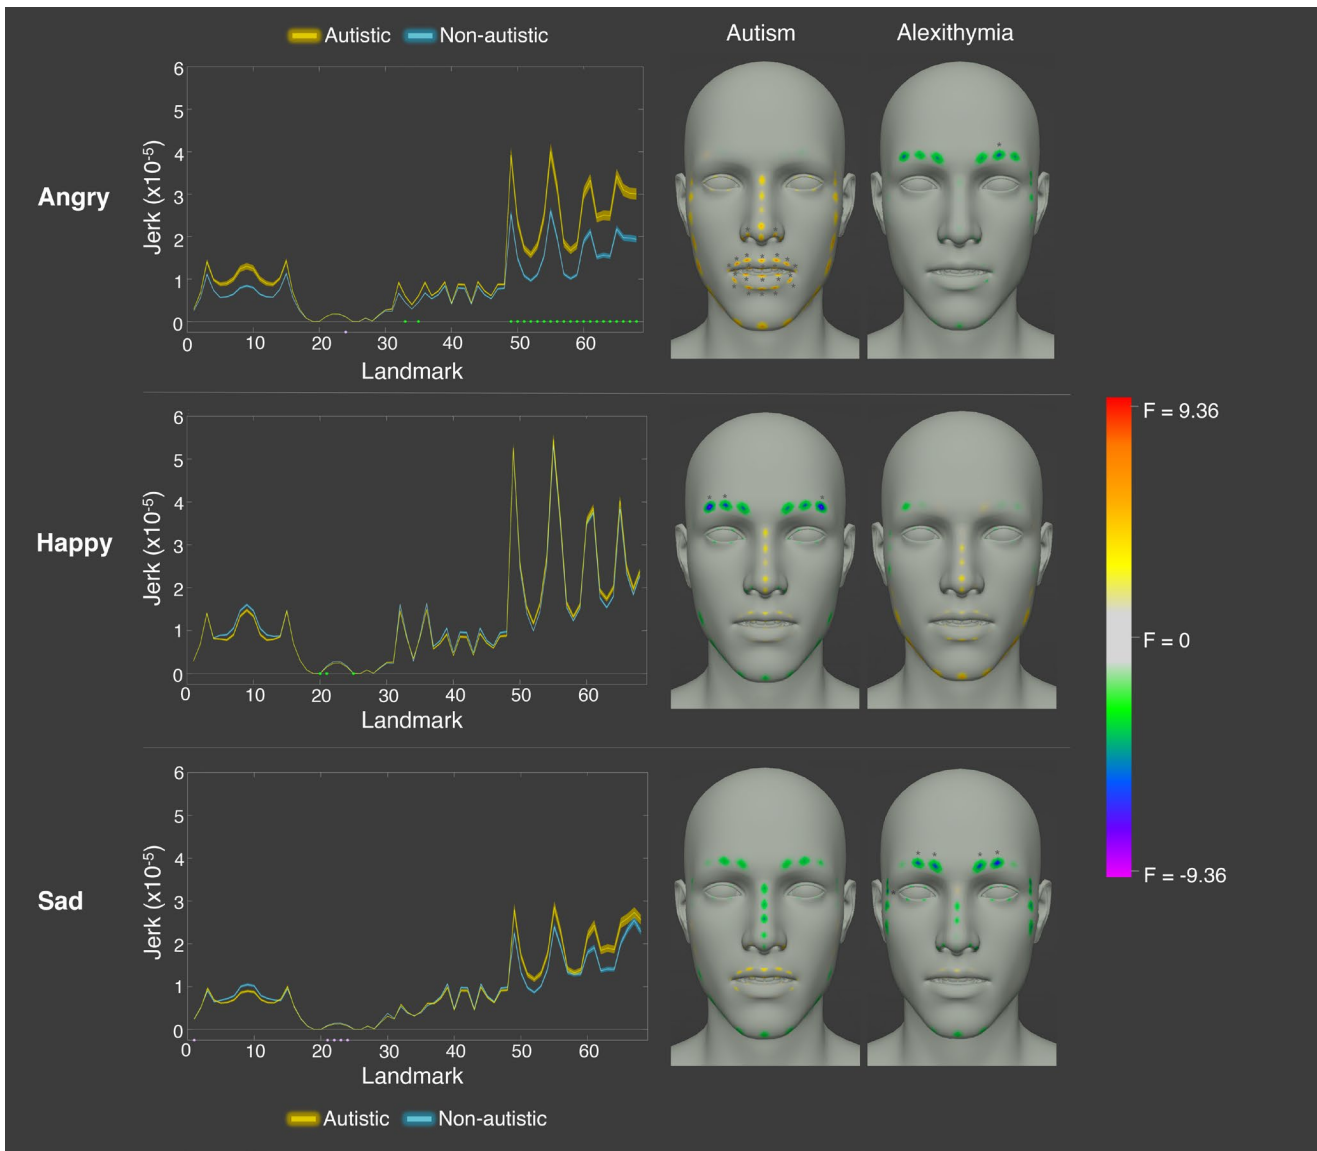 Autistic Non-autistic Autism Alexithymia
Angry
Jerk (x10-5)
6
5
4
3
2
1
0
0 10 20 30 40 50 60
Landmark
Happy
Jerk (x10-5)
6
5
4
3
2
1
0
0 10 20 30 40 50 60
Landmark
F = 9.36
F = 0
F = -9.36
Sad
Jerk (x10-5)
6
5
4
3
2
1
0
0 10 20 30 40 50 60
Landmark
Autistic Non-autistic